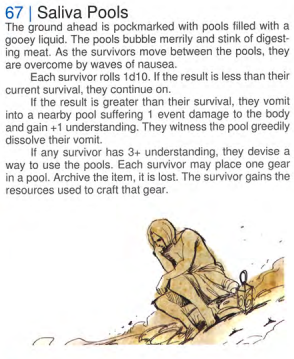 67 | Saliva Pools
The ground ahead is pockmarked with pools filled with a
gooey liquid. The pools bubble merrily and stink of digest-
ing meat. As the survivors move between the pools, they
are overcome by waves of nausea.
Each survivor rolls 1d10. If the result is less than their
current survival, they continue on.
If the result is greater than their survival, they vomit
into a nearby pool suffering 1 event damage to the body
and gain +1 understanding. They witness the pool greedily
dissolve their vomit.
If any survivor has 3+ understanding, they devise a
way to use the pools. Each survivor may place one gear
in a pool. Archive the item, it is lost. The survivor gains the
resources used to craft that gear.